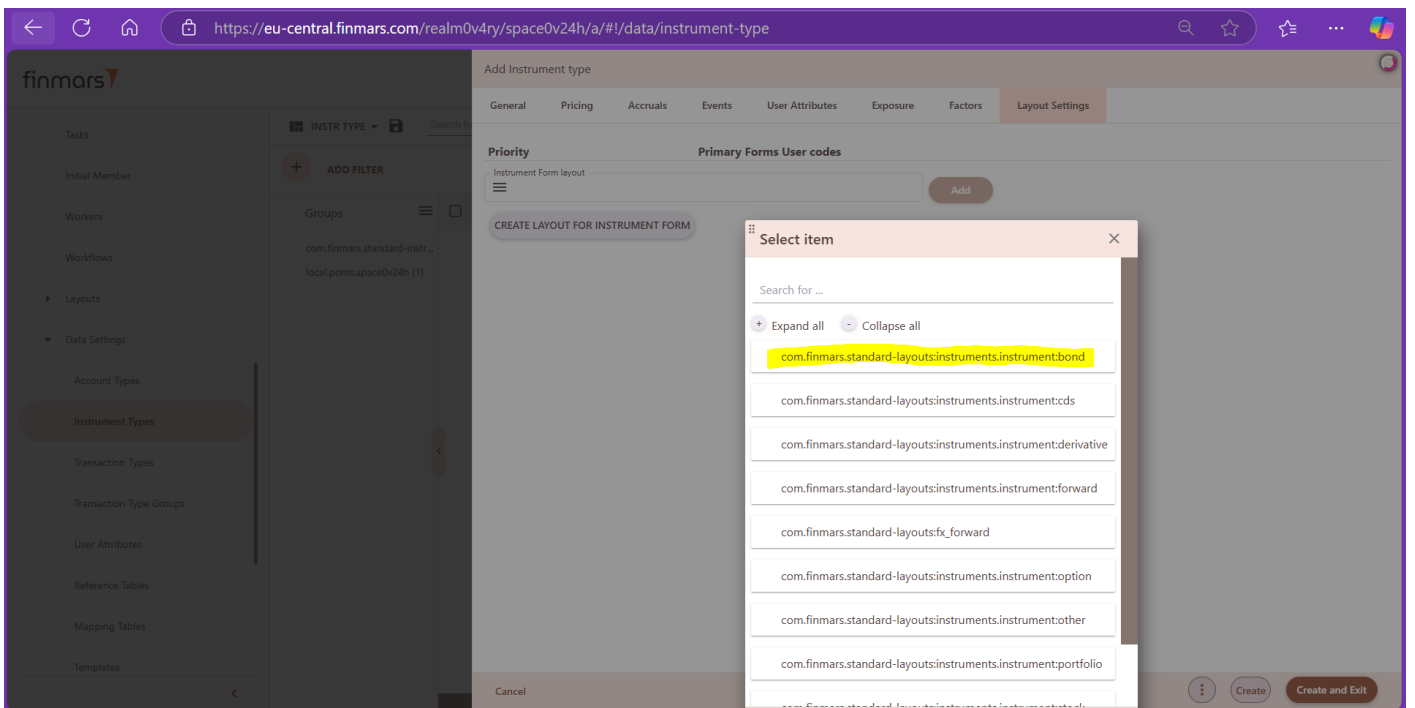 https://eu-central.finmars.com/realm0v4ry/space0v24h/a/#!/data/instrument-type
finmars
Add Instrument type
General Pricing Accruals Events User Attributes Exposure Factors Layout Settings
Tasks
Initial Member
Workers
Workflows
Layouts
Data Settings
Account Types
Instrument Types
Transaction Types
Transaction Type Groups
User Attributes
Reference Tables
Mapping Tables
Templates
INSTR TYPE Search fo
+ ADD FILTER
Groups
com.finmars.standard-instr...
local.poms.space0v24h (1)
Priority Primary Forms User codes
Instrument Form layout
Add
CREATE LAYOUT FOR INSTRUMENT FORM
Select item
Search for ...
+ Expand all - Collapse all
com.finmars.standard-layouts:instruments.instrument:bond
com.finmars.standard-layouts:instruments.instrument:cds
com.finmars.standard-layouts:instruments.instrument:derivative
com.finmars.standard-layouts:instruments.instrument:forward
com.finmars.standard-layouts:fx_forward
com.finmars.standard-layouts:instruments.instrument:option
com.finmars.standard-layouts:instruments.instrument:other
com.finmars.standard-layouts:instruments.instrument:portfolio
Cancel
Create Create and Exit